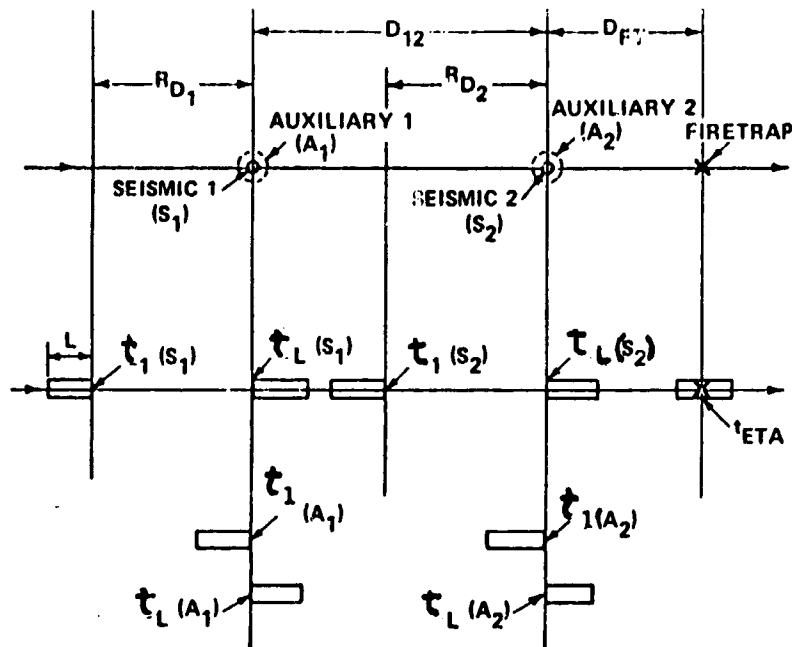 D12
DFT
RD1
RD2
AUXILIARY 1
(A1)
AUXILIARY 2
(A2)
FIRETRAP
SEISMIC 1
(S1)
SEISMIC 2
(S2)
L
t1 (S1)
tL (S1)
t1 (S2)
tL (S2)
tETA
t1
(A1)
t1(A2)
tL (A1)
tL (A2)